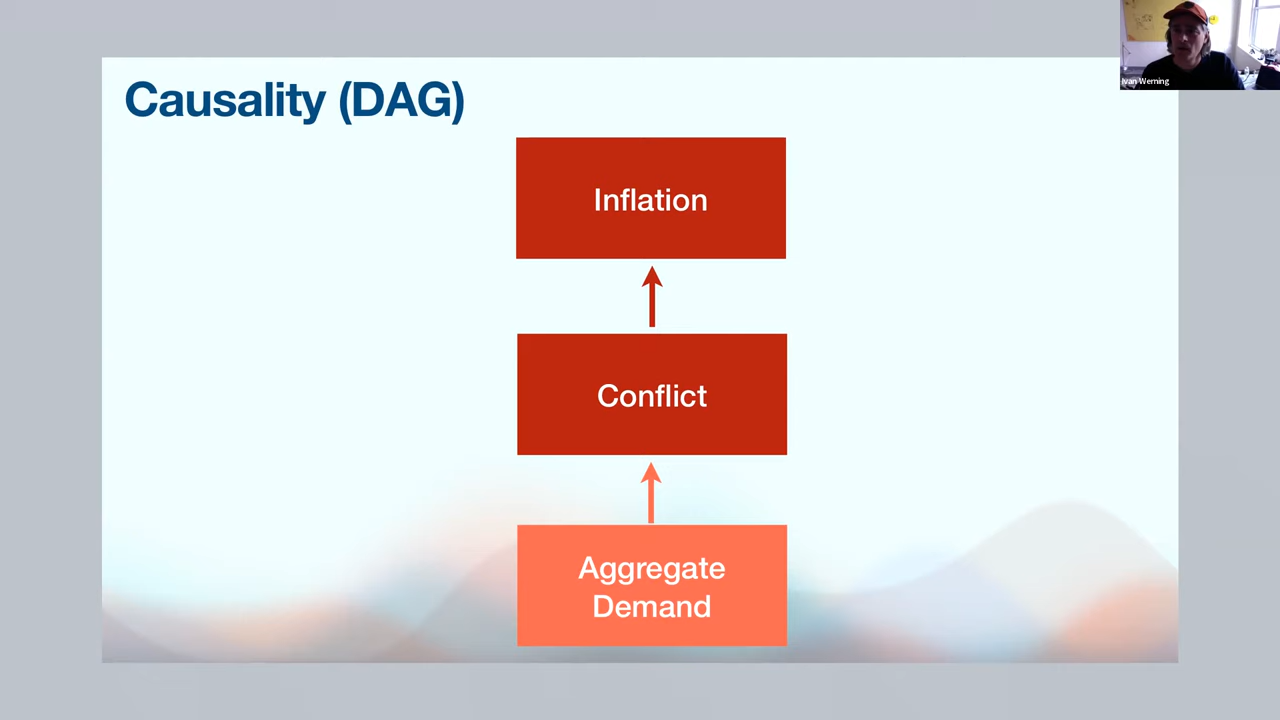 Causality (DAG)
Ivan Werning
Inflation
Conflict
Aggregate
Demand